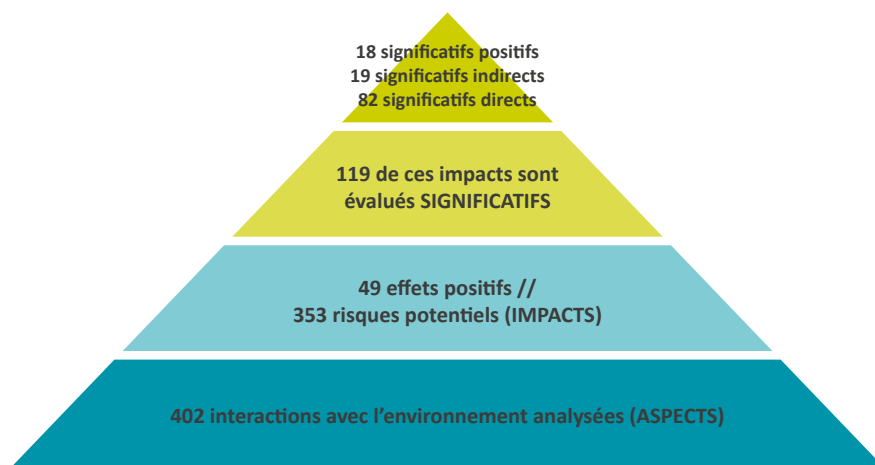 18 significatifs positifs
19 significatifs indirects
82 significatifs directs
119 de ces impacts sont
évalués SIGNIFICATIFS
49 effets positifs //
353 risques potentiels (IMPACTS)
402 interactions avec l’environnement analysées (ASPECTS)